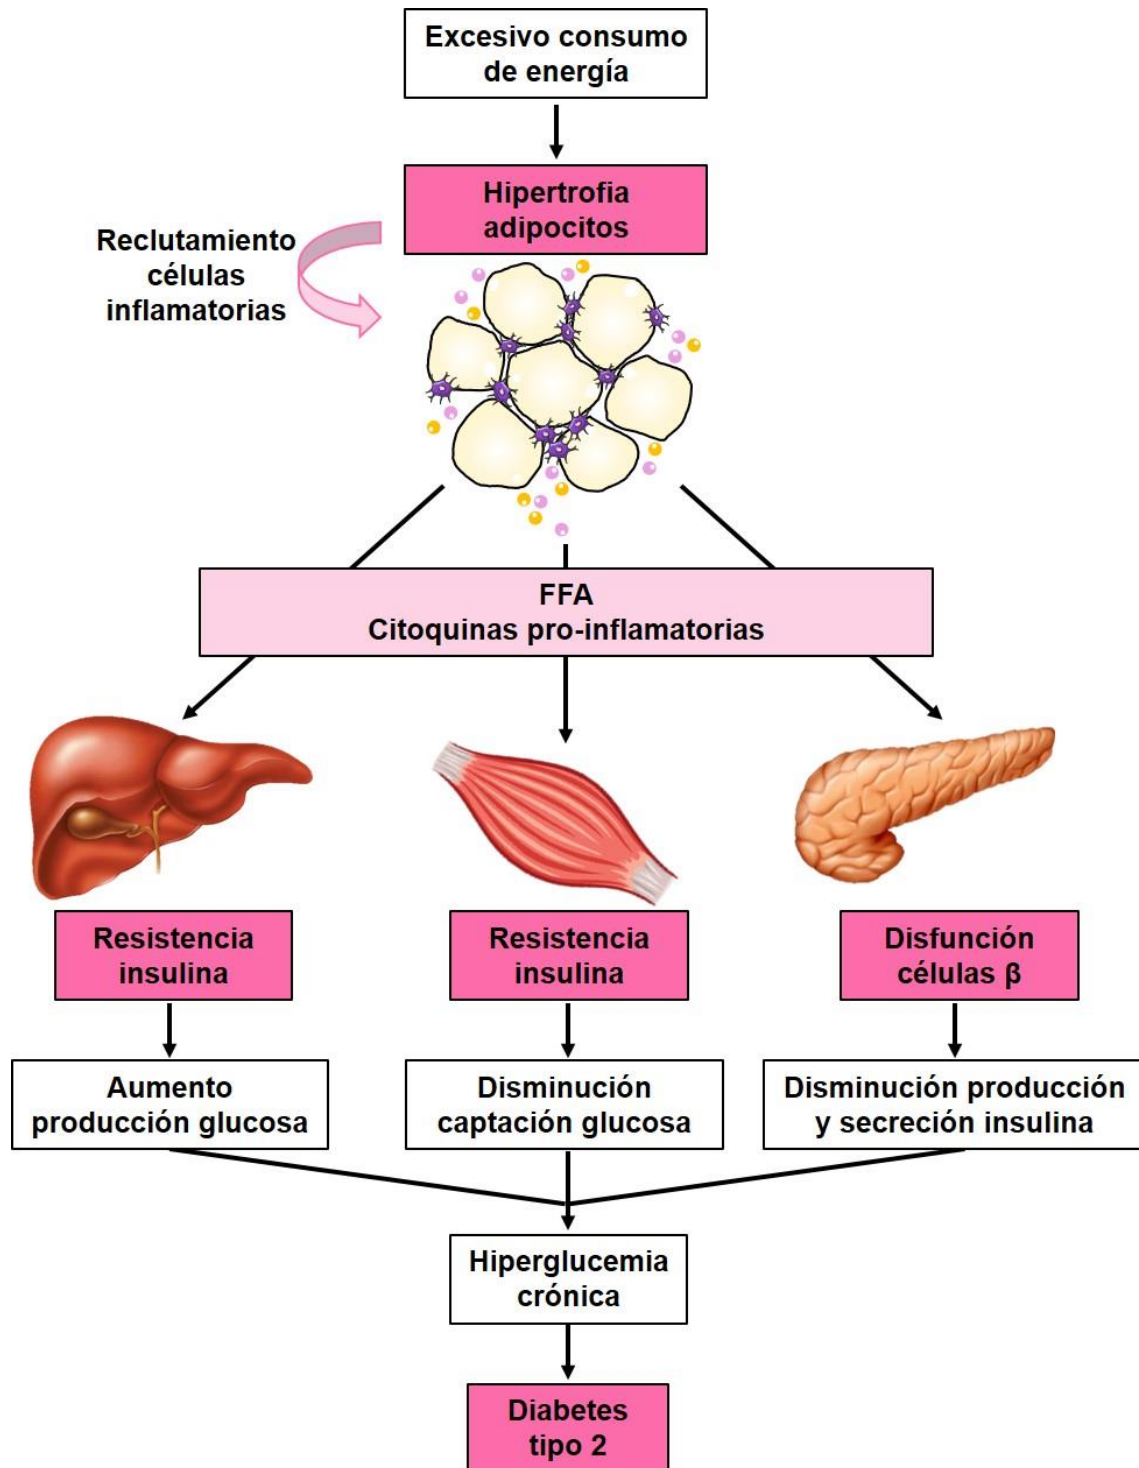 Excesivo consumo
de energía
Hipertrofia
adipocitos
Reclutamiento
células
inflamatorias
FFA
Citoquinas pro-inflamatorias
Resistencia
insulina
Resistencia
insulina
Disfunción
células β
Aumento
producción glucosa
Disminución
captación glucosa
Disminución producción
y secreción insulina
Hiperglucemia
crónica
Diabetes
tipo 2